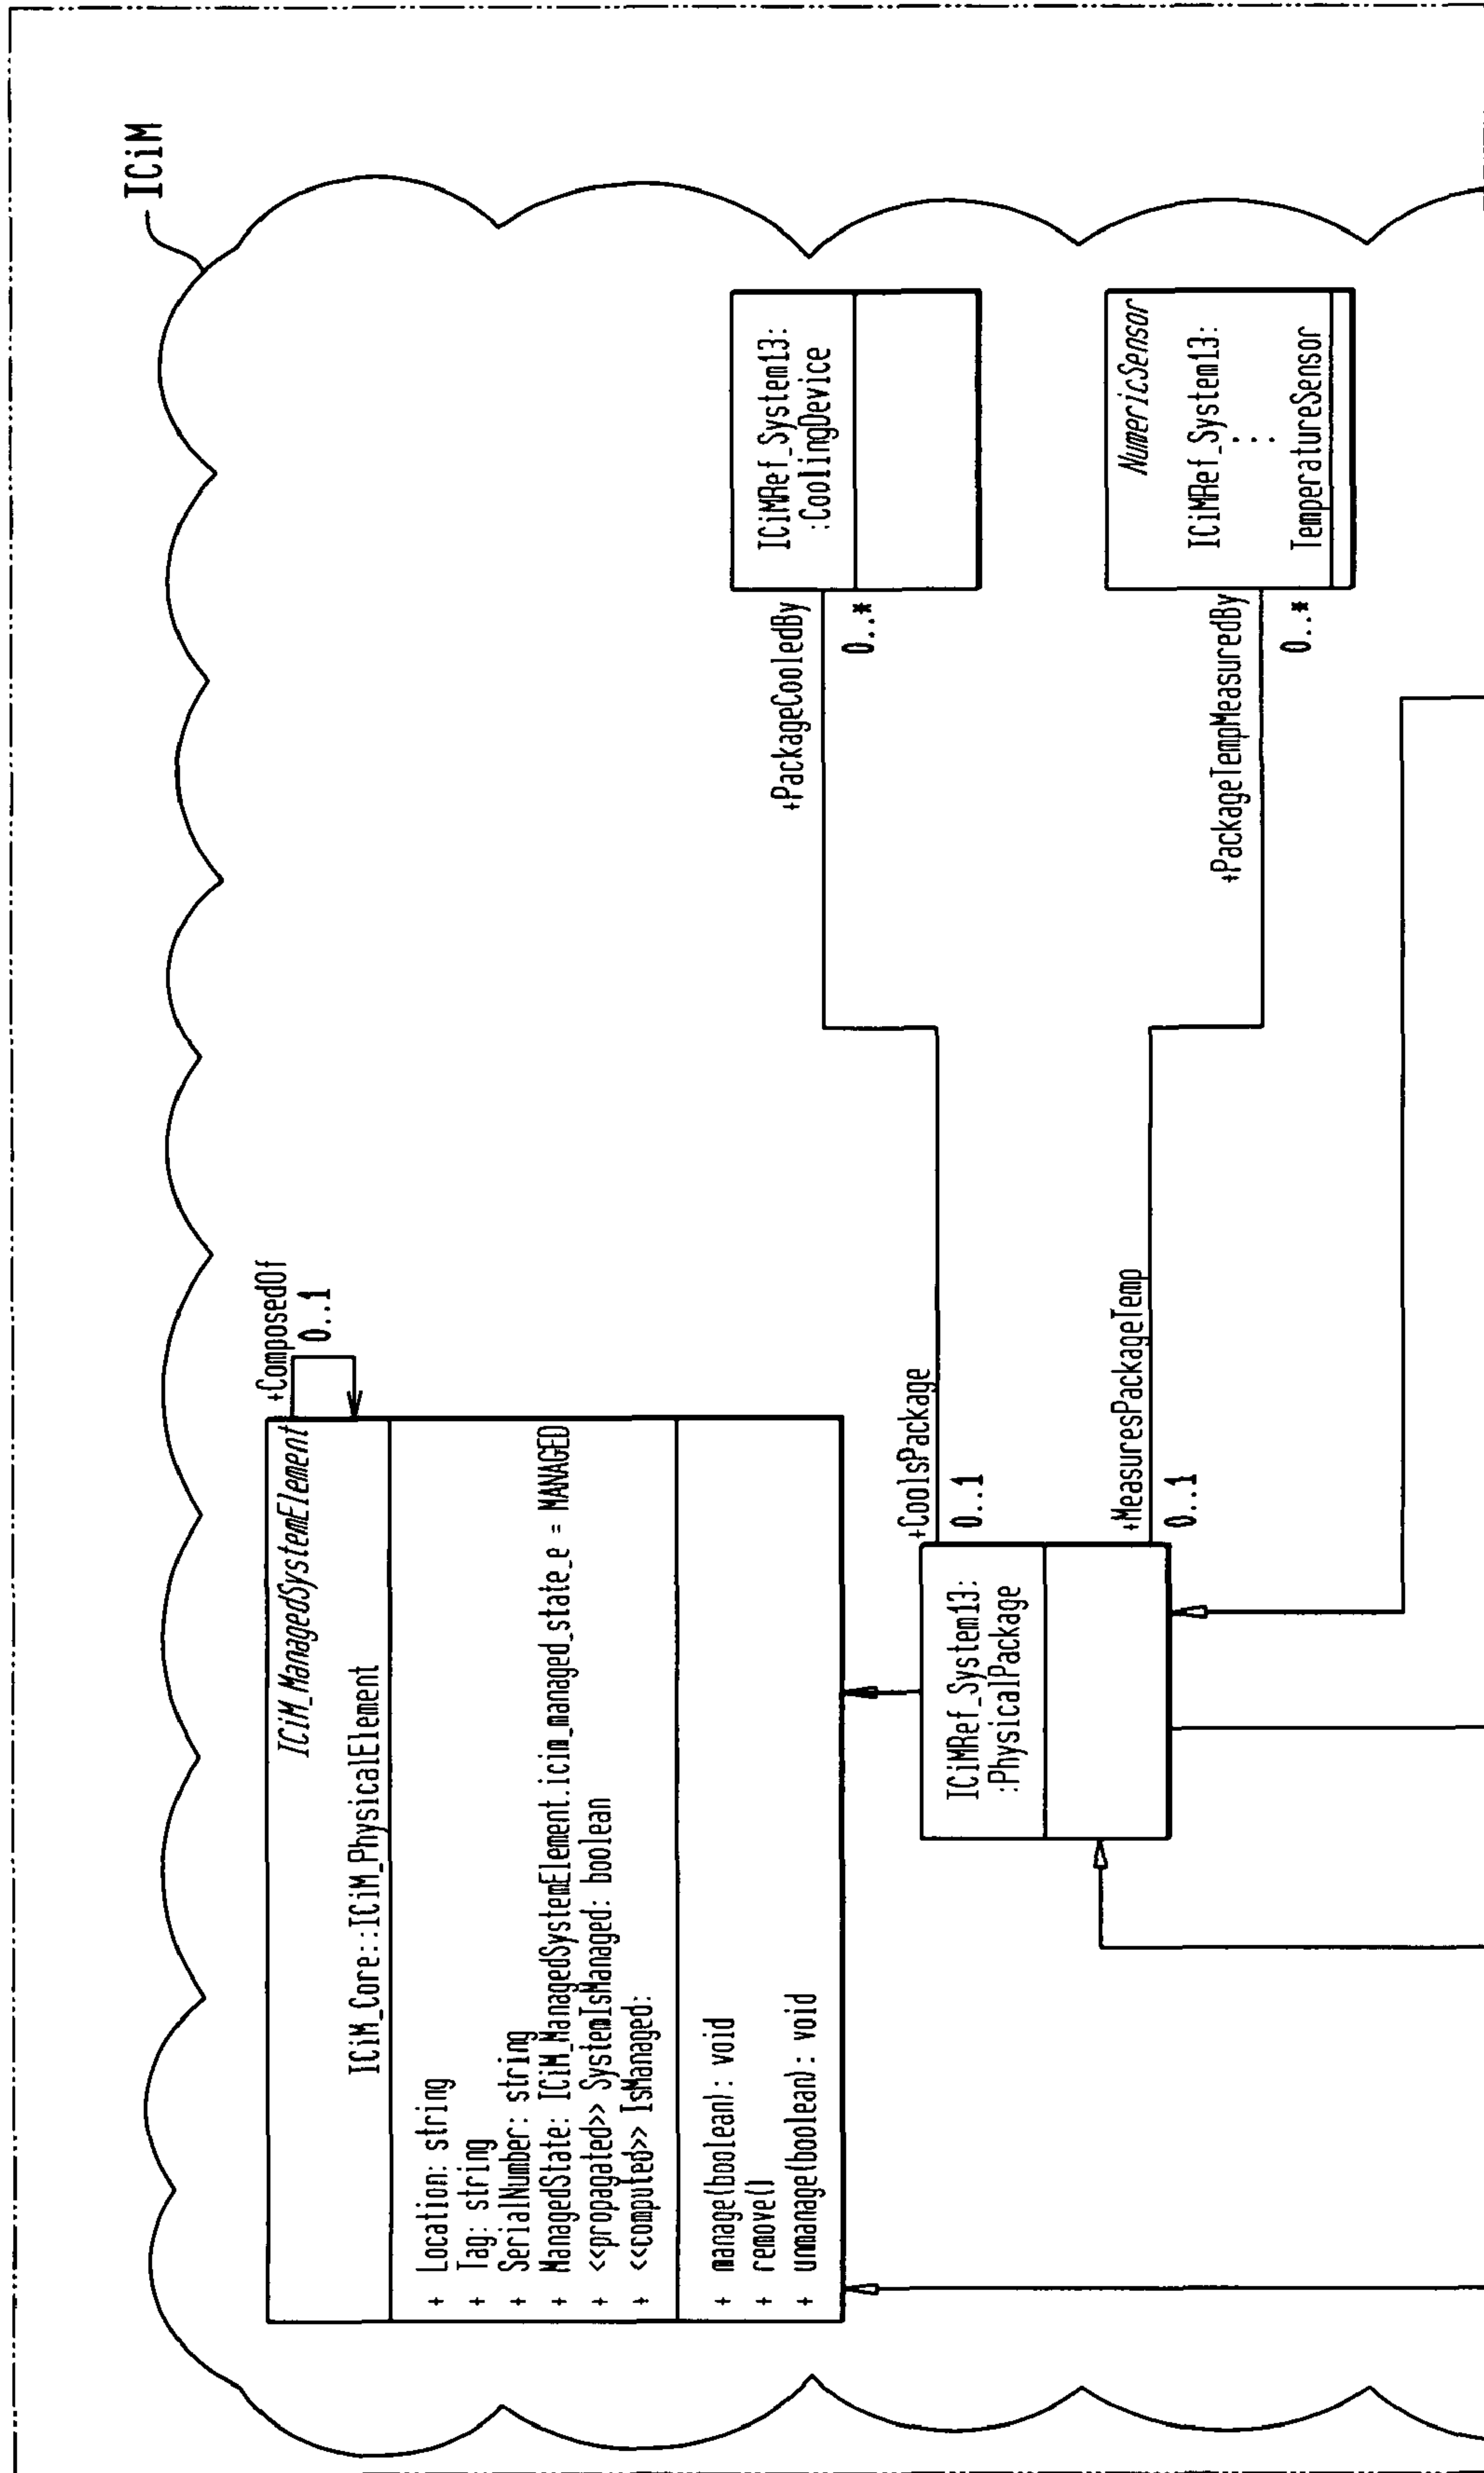 ICiM
ICiM_ManagedSystemElement
ICiM_Core::ICiM_PhysicalElement
+ Location: string
+ Tag: string
+ SerialNumber: string
+ ManagedState: ICiM_ManagedSystemElement.icim_managed_state_e = MANAGED
+ <<propagated>> SystemIsManaged: boolean
+ <<computed>> IsManaged:
+ manage(boolean): void
+ remove()
+ unmanage(boolean): void
+ComposedOf
0..1
ICiMRef_System13:
:PhysicalPackage
+CoolsPackage
0..1
+MeasuresPackageTemp
0..1
+PackageCooledBy
0..*
ICiMRef_System13:
:CoolingDevice
+PackageTempMeasuredBy
0..*
NumericSensor
ICiMRef_System13:
::
TemperatureSensor